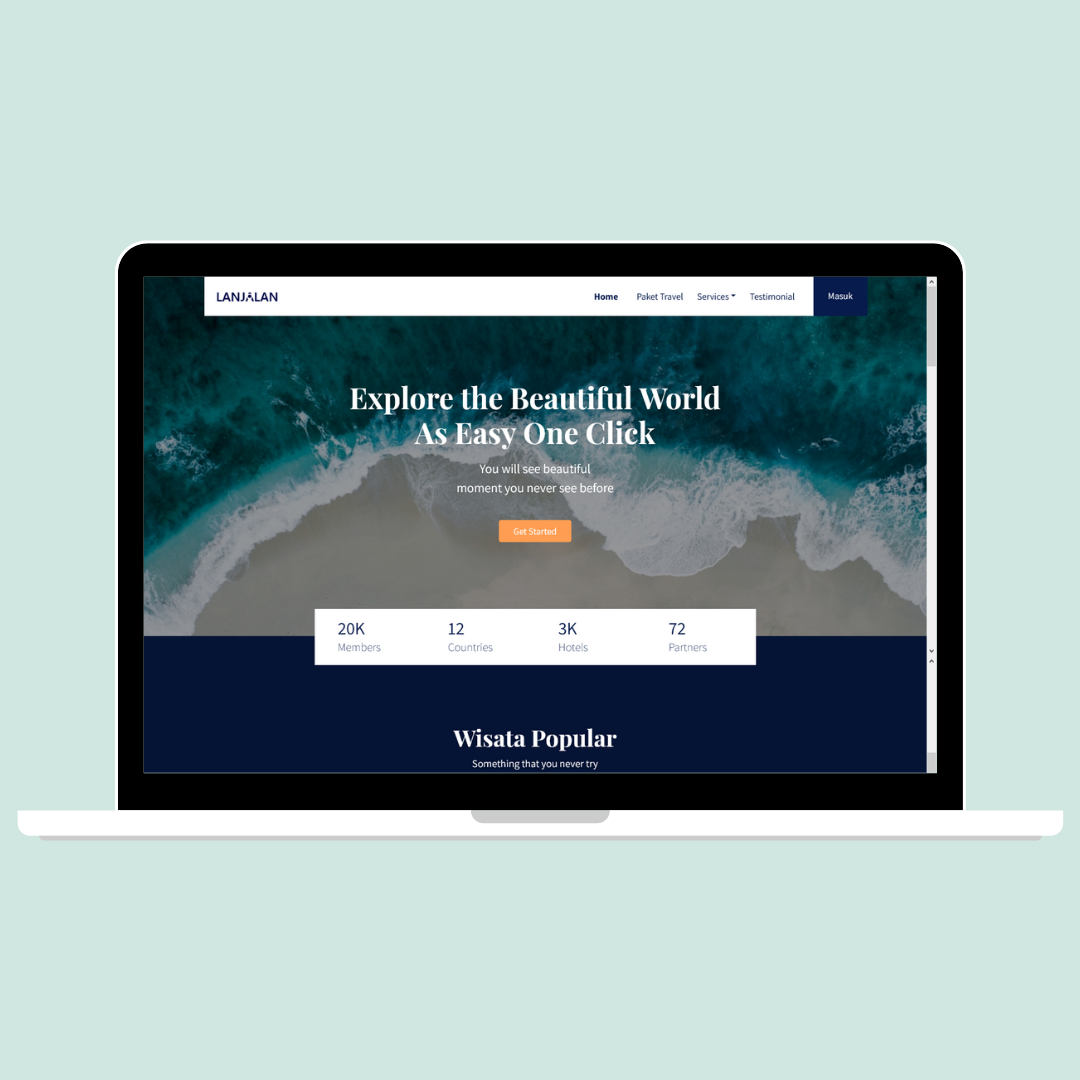 LANJALAN
Home Paket Travel Services Testimonial Masuk
Explore the Beautiful World
As Easy One Click
You will see beautiful
moment you never see before
Get Started
20K 12 3K 72
Members Countries Hotels Partners
Wisata Popular
Something that you never try